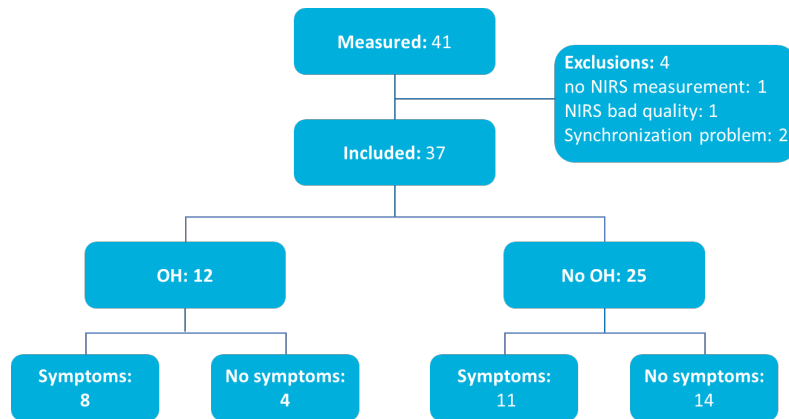 Measured: 41
Exclusions: 4
no NIRS measurement: 1
NIRS bad quality: 1
Synchronization problem: 2
Included: 37
OH: 12
No OH: 25
Symptoms:
8
No symptoms:
4
Symptoms:
11
No symptoms:
14